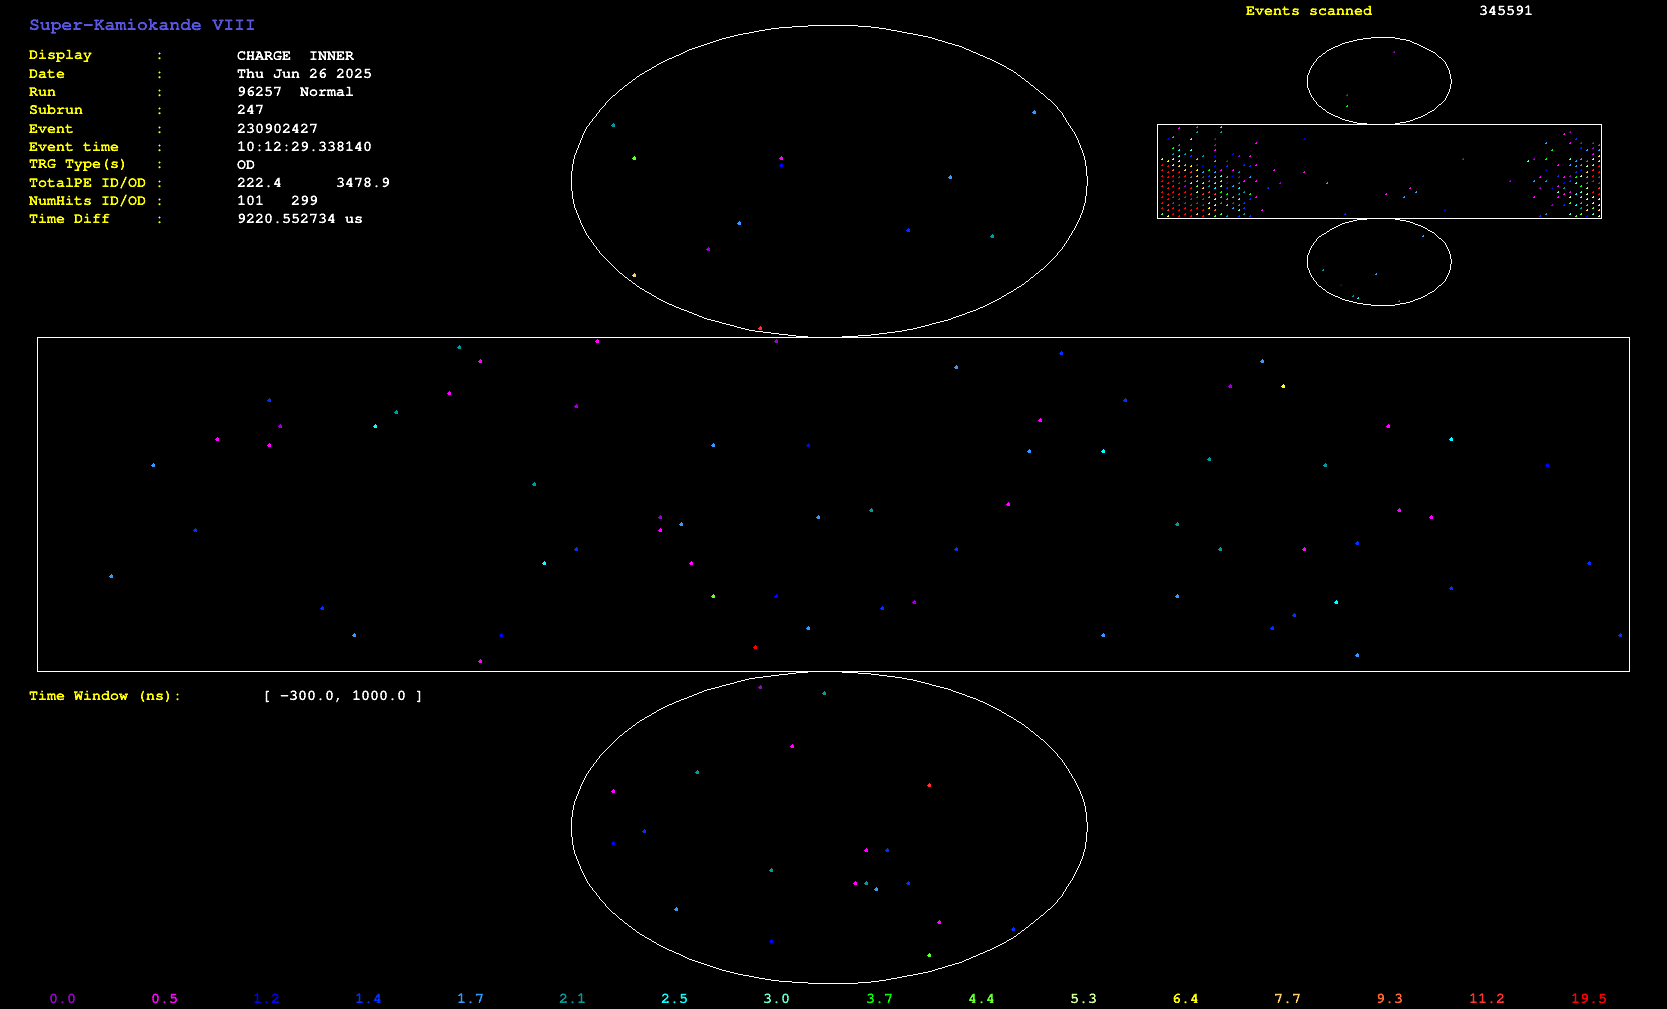 Super-Kamiokande VIII
Events scanned 345591
Display : CHARGE INNER
Date : Thu Jun 26 2025
Run : 96257 Normal
Subrun : 247
Event : 230902427
Event time : 10:12:29.338140
TRG Type(s) : OD
TotalPE ID/OD : 222.4 3478.9
NumHits ID/OD : 101 299
Time Diff : 9220.552734 us
Time Window (ns): [ -300.0, 1000.0 ]
0.0 0.5 1.2 1.4 1.7 2.1 2.5 3.0 3.7 4.4 5.3 6.4 7.7 9.3 11.2 19.5